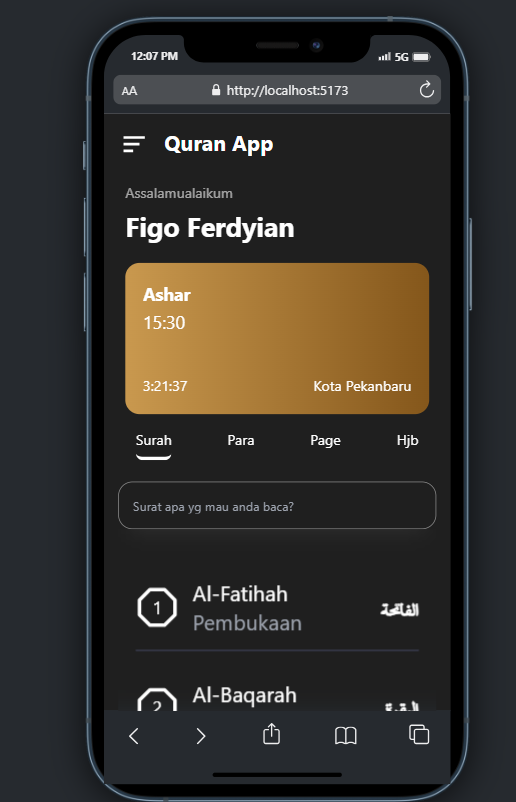 12:07 PM 5G
AA http://localhost:5173
Quran App
Assalamualaikum
Figo Ferdyian
Ashar
15:30
3:21:37 Kota Pekanbaru
Surah Para Page Hjb
Surat apa yg mau anda baca?
1 Al-Fatihah الفاتحة
Pembukaan
2 Al-Baqarah البقرة